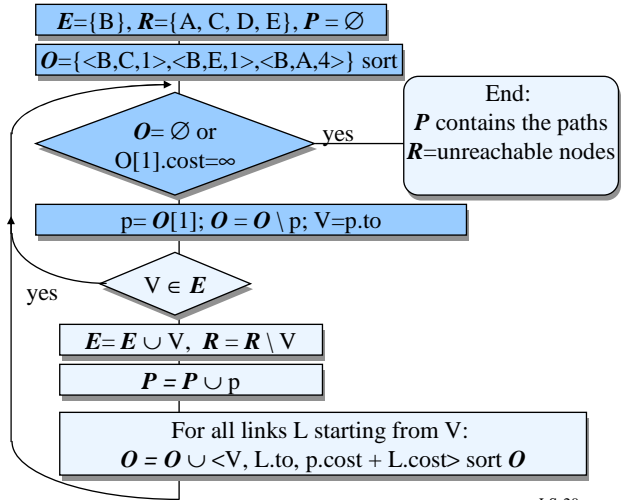 E={B}, R={A, C, D, E}, P = ∅
O={<B,C,1>,<B,E,1>,<B,A,4>} sort
O= ∅ or
O[1].cost=∞
yes
End:
P contains the paths
R=unreachable nodes
p= O[1]; O = O \ p; V=p.to
V ∈ E
yes
E= E ∪ V, R = R \ V
P = P ∪ p
For all links L starting from V:
O = O ∪ <V, L.to, p.cost + L.cost> sort O